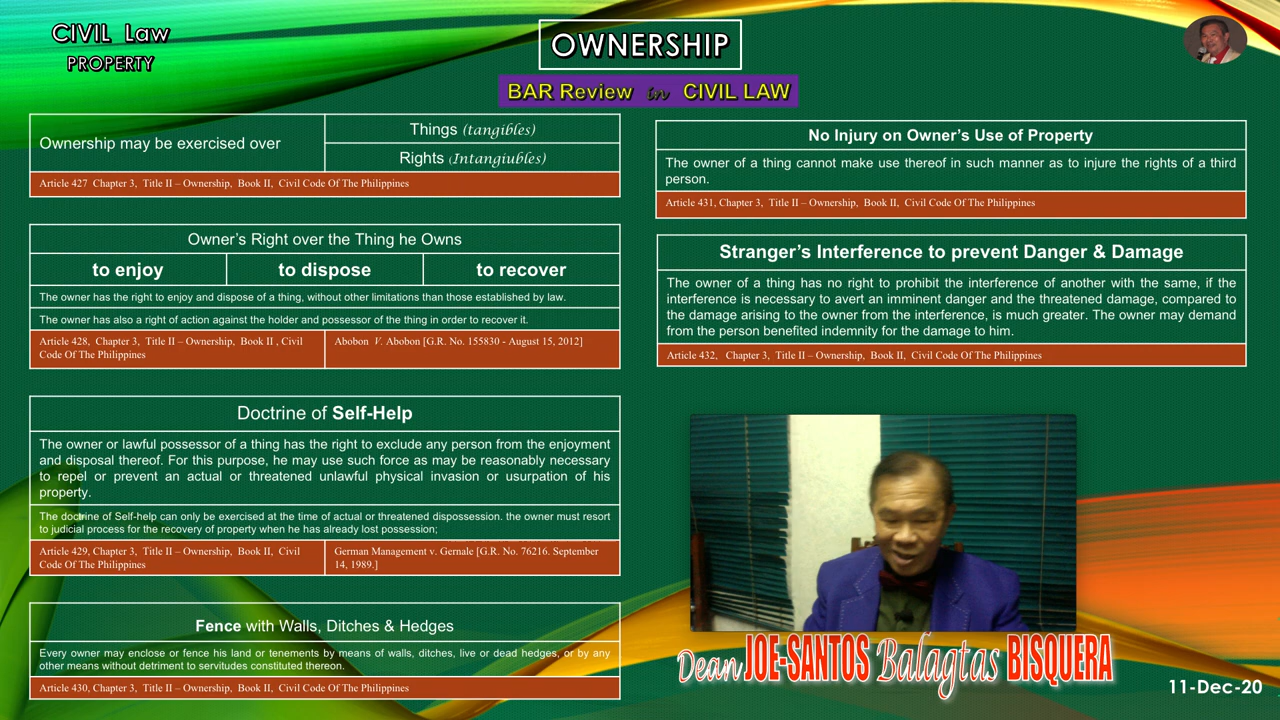 CIVIL Law
PROPERTY
OWNERSHIP
BAR Review in CIVIL LAW
Ownership may be exercised over
Things (tangibles)
Rights (Intangiubles)
Article 427 Chapter 3, Title II – Ownership, Book II, Civil Code Of The Philippines
Owner’s Right over the Thing he Owns
to enjoy
to dispose
to recover
The owner has the right to enjoy and dispose of a thing, without other limitations than those established by law.
The owner has also a right of action against the holder and possessor of the thing in order to recover it.
Article 428, Chapter 3, Title II – Ownership, Book II , Civil
Code Of The Philippines
Abobon V. Abobon [G.R. No. 155830 - August 15, 2012]
Doctrine of Self-Help
The owner or lawful possessor of a thing has the right to exclude any person from the enjoyment
and disposal thereof. For this purpose, he may use such force as may be reasonably necessary
to repel or prevent an actual or threatened unlawful physical invasion or usurpation of his
property.
The doctrine of Self-help can only be exercised at the time of actual or threatened dispossession. the owner must resort
to judicial process for the recovery of property when he has already lost possession;
Article 429, Chapter 3, Title II – Ownership, Book II, Civil
Code Of The Philippines
German Management v. Gernale [G.R. No. 76216. September
14, 1989.]
Fence with Walls, Ditches & Hedges
Every owner may enclose or fence his land or tenements by means of walls, ditches, live or dead hedges, or by any
other means without detriment to servitudes constituted thereon.
Article 430, Chapter 3, Title II – Ownership, Book II, Civil Code Of The Philippines
No Injury on Owner’s Use of Property
The owner of a thing cannot make use thereof in such manner as to injure the rights of a third
person.
Article 431, Chapter 3, Title II – Ownership, Book II, Civil Code Of The Philippines
Stranger’s Interference to prevent Danger & Damage
The owner of a thing has no right to prohibit the interference of another with the same, if the
interference is necessary to avert an imminent danger and the threatened damage, compared to
the damage arising to the owner from the interference, is much greater. The owner may demand
from the person benefited indemnity for the damage to him.
Article 432, Chapter 3, Title II – Ownership, Book II, Civil Code Of The Philippines
Dean JOE-SANTOS Balagtas BISQUERA
11-Dec-20